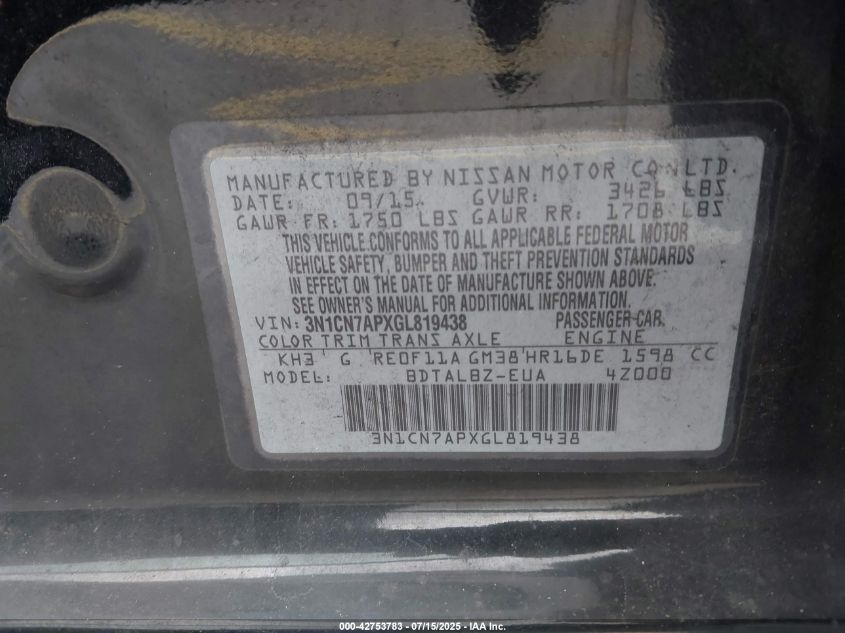 MANUFACTURED BY NISSAN MOTOR CO., LTD.
DATE: 09/15 GVWR: 3426 LBS
GAWR FR: 1750 LBS GAWR RR: 1708 LBS
THIS VEHICLE CONFORMS TO ALL APPLICABLE FEDERAL MOTOR
VEHICLE SAFETY, BUMPER AND THEFT PREVENTION STANDARDS
IN EFFECT ON THE DATE OF MANUFACTURE SHOWN ABOVE.
SEE OWNER'S MANUAL FOR ADDITIONAL INFORMATION.
VIN: 3N1CN7APXGL819438 PASSENGER CAR
COLOR TRIM TRANS AXLE ENGINE
KH3 G RE0F11A GM38 HR16DE 1598 CC
MODEL: BDTALBZ-EUA 4Z000
3N1CN7APXGL819438
000-42753783 - 07/15/2025 - IAA Inc.